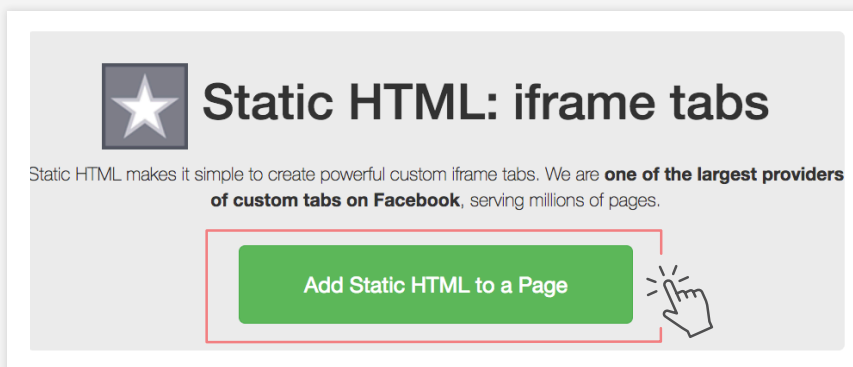 Static HTML: iframe tabs
Static HTML makes it simple to create powerful custom iframe tabs. We are one of the largest providers
of custom tabs on Facebook, serving millions of pages.
Add Static HTML to a Page